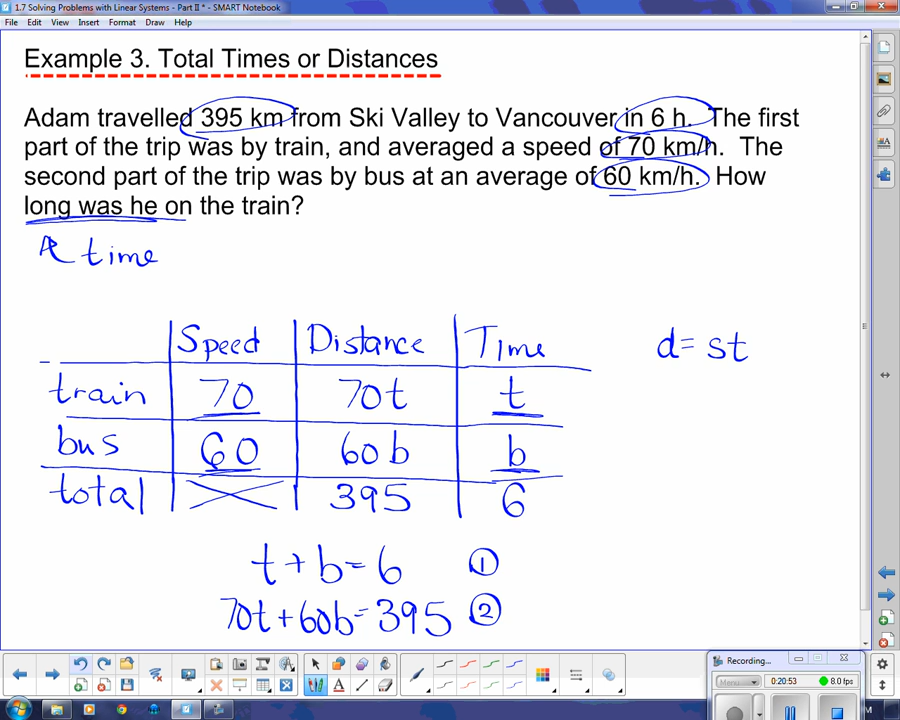 1.7 Solving Problems with Linear Systems - Part II * - SMART Notebook
File Edit View Insert Format Draw Help
Example 3. Total Times or Distances
Adam travelled 395 km from Ski Valley to Vancouver in 6 h. The first
part of the trip was by train, and averaged a speed of 70 km/h. The
second part of the trip was by bus at an average of 60 km/h. How
long was he on the train?
time
Speed Distance Time
d = st
train 70 70t t
bus 60 60b b
total 395 6
t + b = 6 ①
70t + 60b = 395 ②
Recording...
Menu 0:20:53 8.0 fps